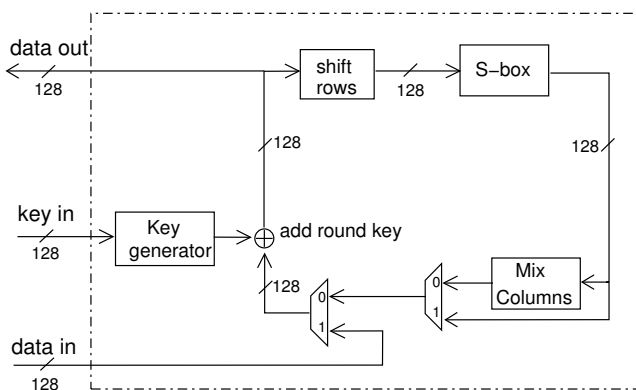 data out
128
shift
rows
128
S-box
128
128
key in
128
Key
generator
add round key
128
0
1
0
1
Mix
Columns
data in
128